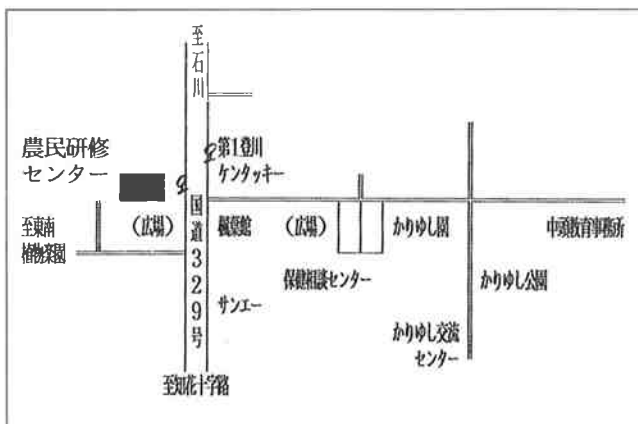 至石川
農民研修
センター
第1登川
ケンタッキー
国道329号
至東南
植物楽園
（広場）
楓葉館
（広場）
かりゆし園
中頭教育事務所
保健相談センター
かりゆし公園
サンエー
かりゆし交流
センター
至知花十字路